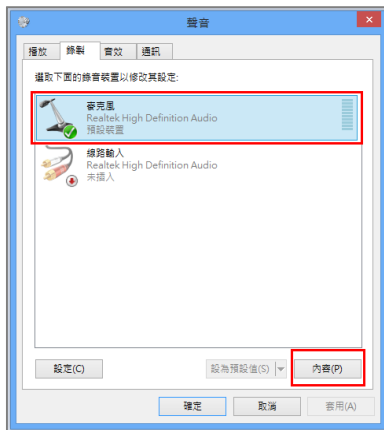 聲音
播放 錄製 音效 通訊
選取下面的錄音裝置以修改其設定:
麥克風
Realtek High Definition Audio
預設裝置
線路輸入
Realtek High Definition Audio
未插入
設定(C) 設為預設值(S) 內容(P)
確定 取消 套用(A)